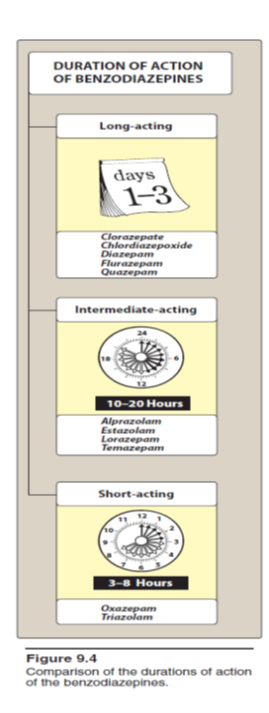 DURATION OF ACTION
OF BENZODIAZEPINES
Long-acting
days
1–3
Clorazepate
Chlordiazepoxide
Diazepam
Flurazepam
Quazepam
Intermediate-acting
24
18
6
12
10–20 Hours
Alprazolam
Estazolam
Lorazepam
Temazepam
Short-acting
12
11
1
10
2
9
3
8
4
7
5
6
3–8 Hours
Oxazepam
Triazolam
Figure 9.4
Comparison of the durations of action
of the benzodiazepines.